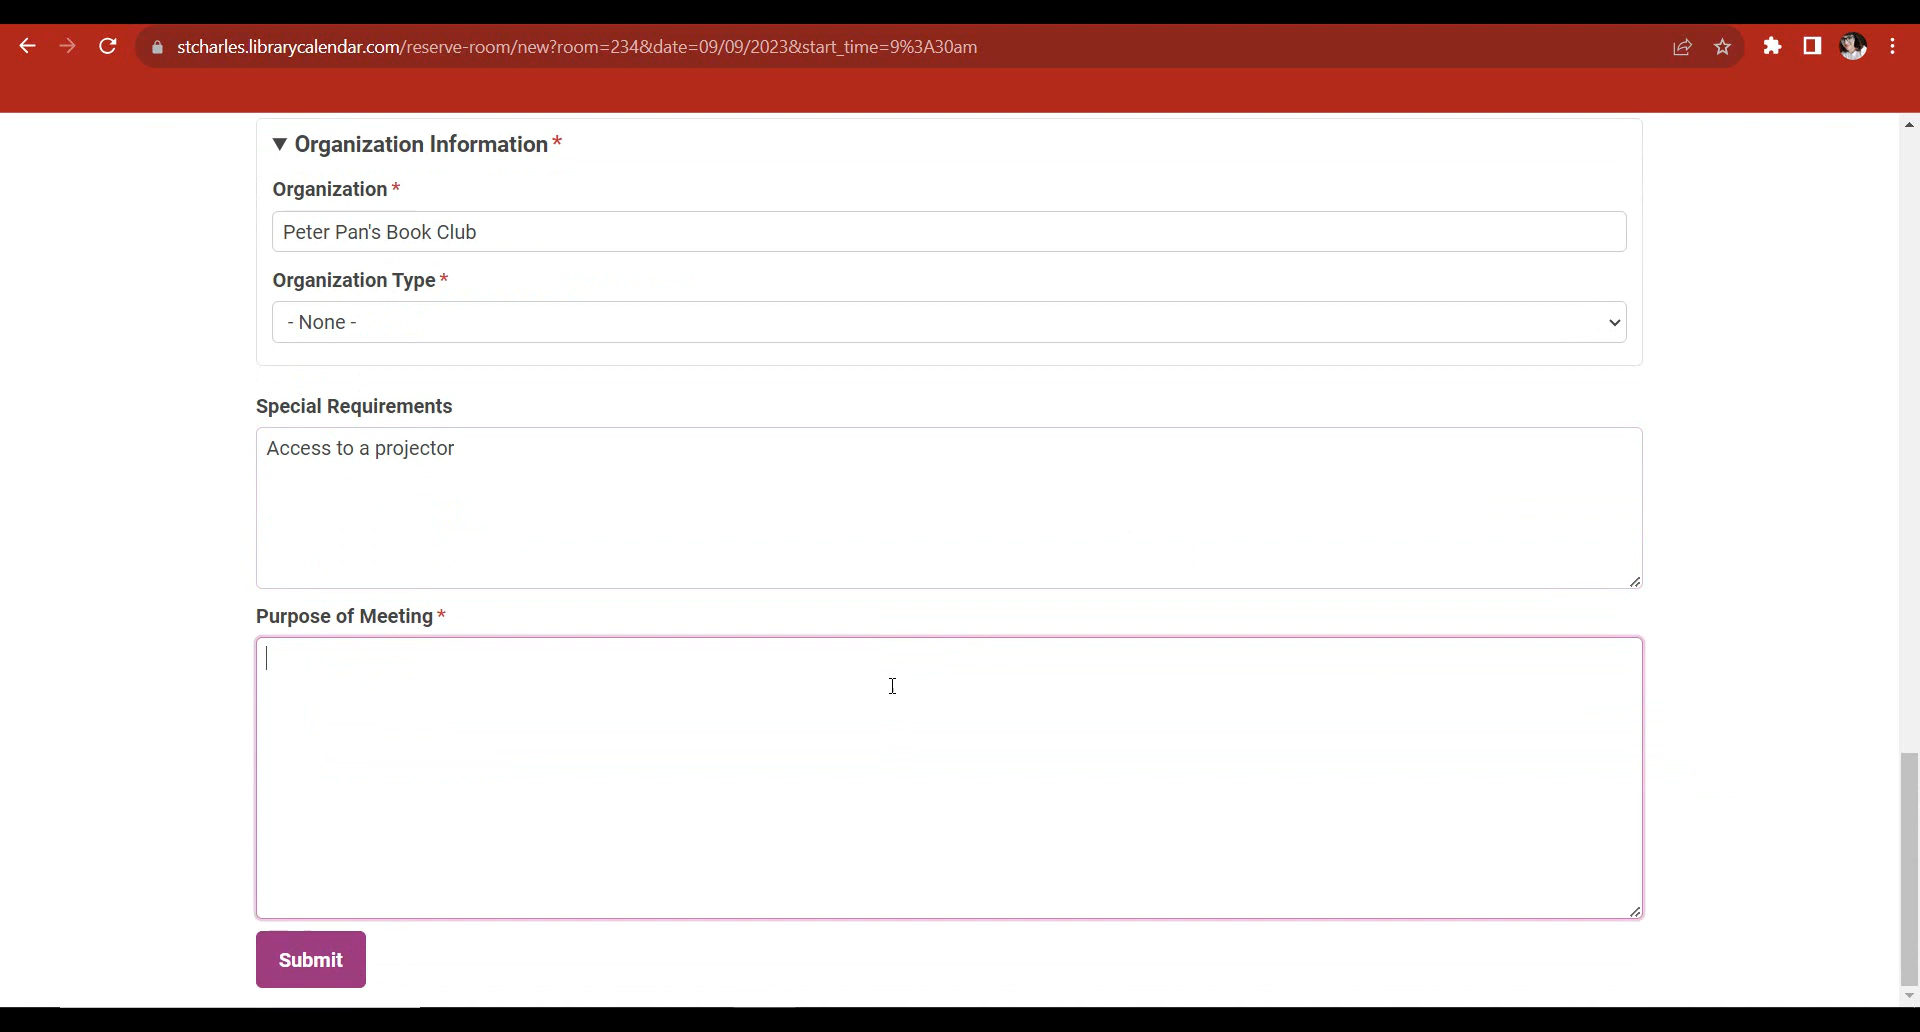 stcharles.librarycalendar.com/reserve-room/new?room=234&date=09/09/2023&start_time=9%3A30am
Organization Information*
Organization *
Peter Pan's Book Club
Organization Type *
- None -
Special Requirements
Access to a projector
Purpose of Meeting *
Submit